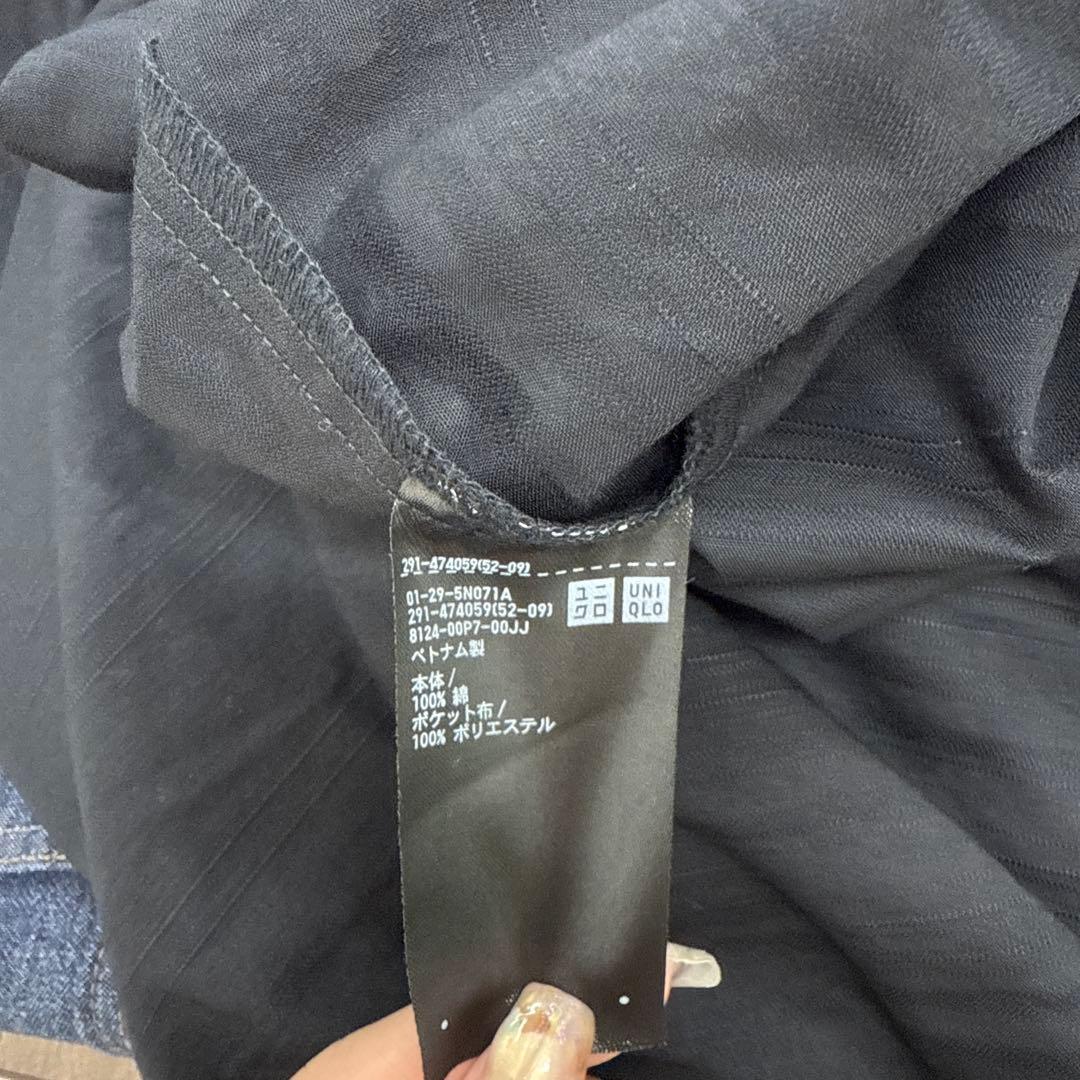 291-474059(52-09)
01-29-5N071A
291-474059(52-09)
8124-00P7-00JJ
ベトナム製
本体/
100% 綿
ポケット布/
100% ポリエステル
ユニ
クロ
UNI
QLO